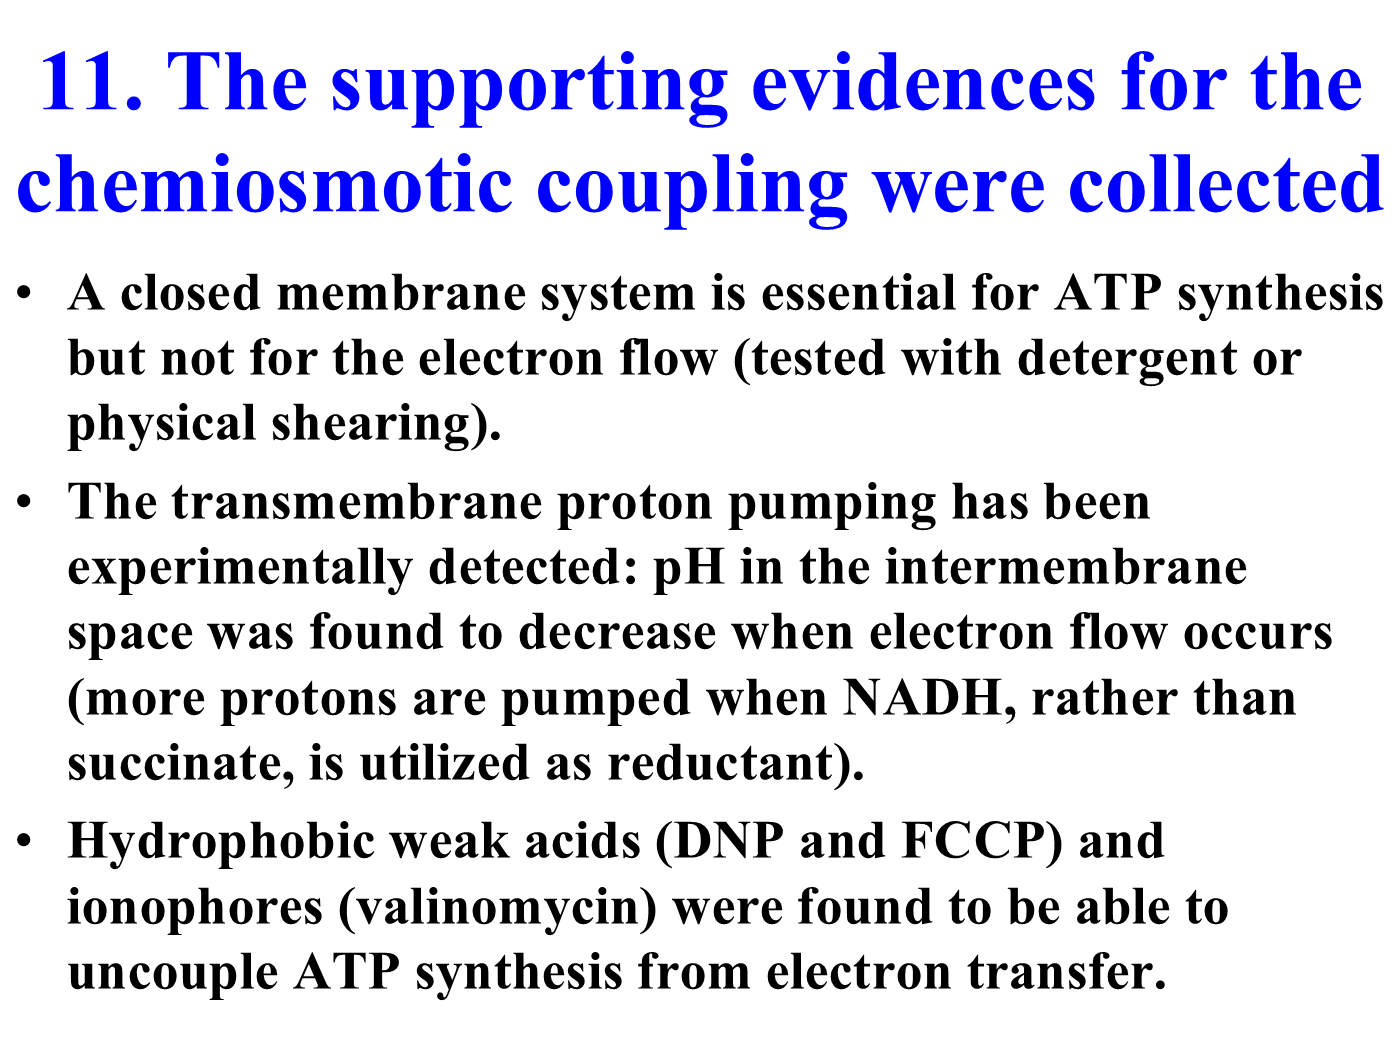 11. The supporting evidences for the
chemiosmotic coupling were collected
• A closed membrane system is essential for ATP synthesis
but not for the electron flow (tested with detergent or
physical shearing).
• The transmembrane proton pumping has been
experimentally detected: pH in the intermembrane
space was found to decrease when electron flow occurs
(more protons are pumped when NADH, rather than
succinate, is utilized as reductant).
• Hydrophobic weak acids (DNP and FCCP) and
ionophores (valinomycin) were found to be able to
uncouple ATP synthesis from electron transfer.